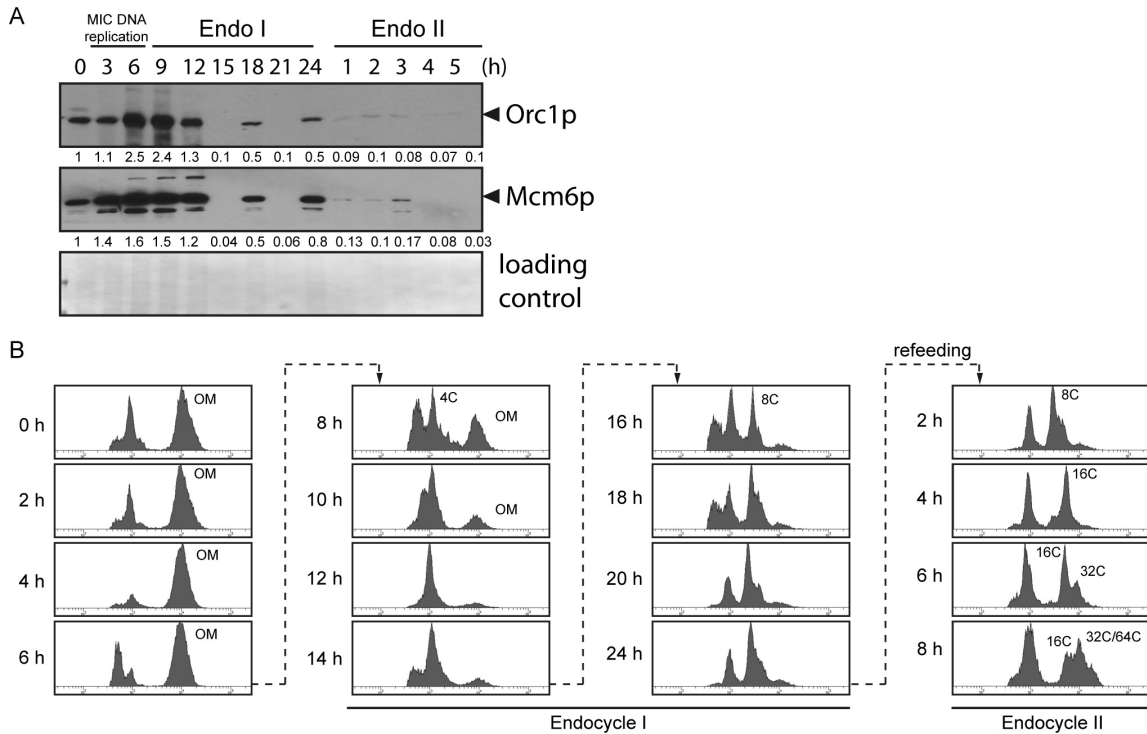 A
MIC DNA replication
Endo I
Endo II
0 3 6 9 12 15 18 21 24 1 2 3 4 5 (h)
Orc1p
1 1.1 2.5 2.4 1.3 0.1 0.5 0.1 0.5 0.09 0.1 0.08 0.07 0.1
Mcm6p
1 1.4 1.6 1.5 1.2 0.04 0.5 0.06 0.8 0.13 0.1 0.17 0.08 0.03
loading
control
B
refeeding
0 h
OM
2 h
OM
4 h
OM
6 h
OM
8 h
4C
OM
10 h
OM
12 h
14 h
16 h
8C
18 h
20 h
24 h
Endocycle I
2 h
8C
4 h
16C
6 h
16C
32C
8 h
16C
32C/64C
Endocycle II